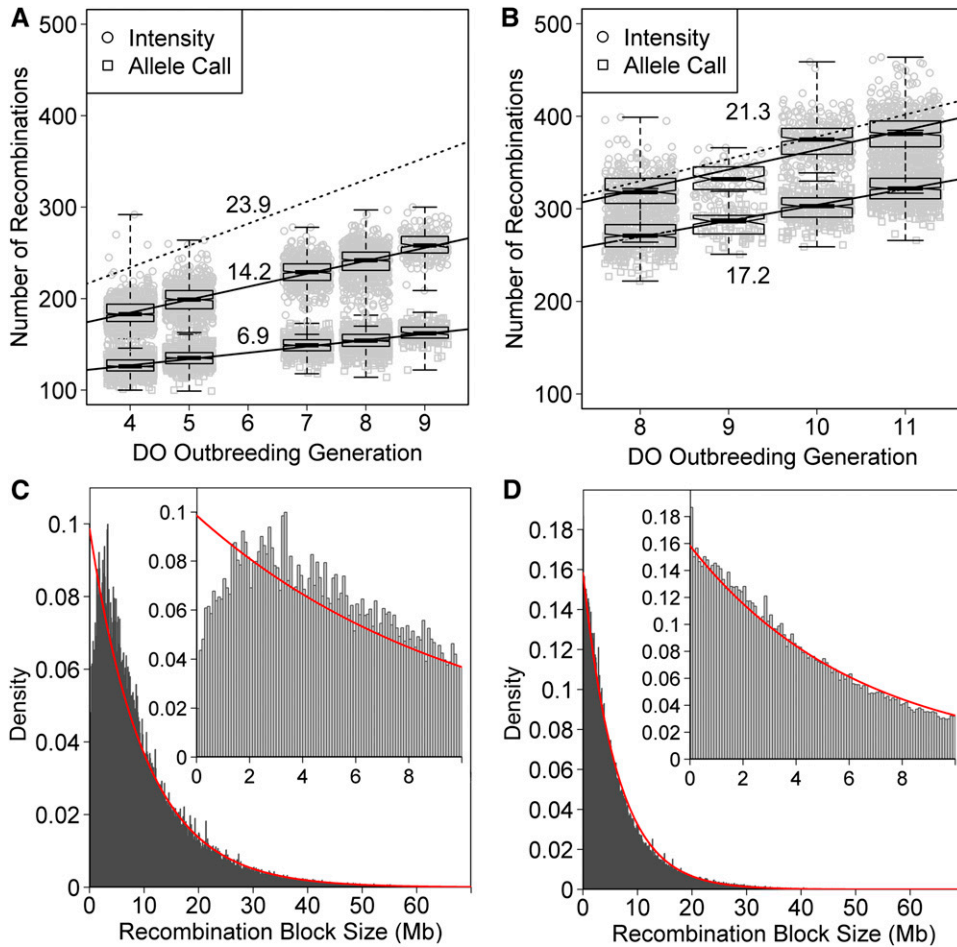 A
Number of Recombinations
500
400
300
200
100
Intensity
Allele Call
23.9
14.2
6.9
4 5 6 7 8 9
DO Outbreeding Generation
B
Number of Recombinations
500
400
300
200
100
Intensity
Allele Call
21.3
17.2
8 9 10 11
DO Outbreeding Generation
C
Density
0.1
0.08
0.06
0.04
0.02
0
0 10 20 30 40 50 60
Recombination Block Size (Mb)
0.1
0.08
0.06
0.04
0.02
0
0 2 4 6 8
D
Density
0.18
0.16
0.14
0.12
0.1
0.08
0.06
0.04
0.02
0
0 10 20 30 40 50 60
Recombination Block Size (Mb)
0.18
0.16
0.14
0.12
0.1
0.08
0.06
0.04
0.02
0
0 2 4 6 8